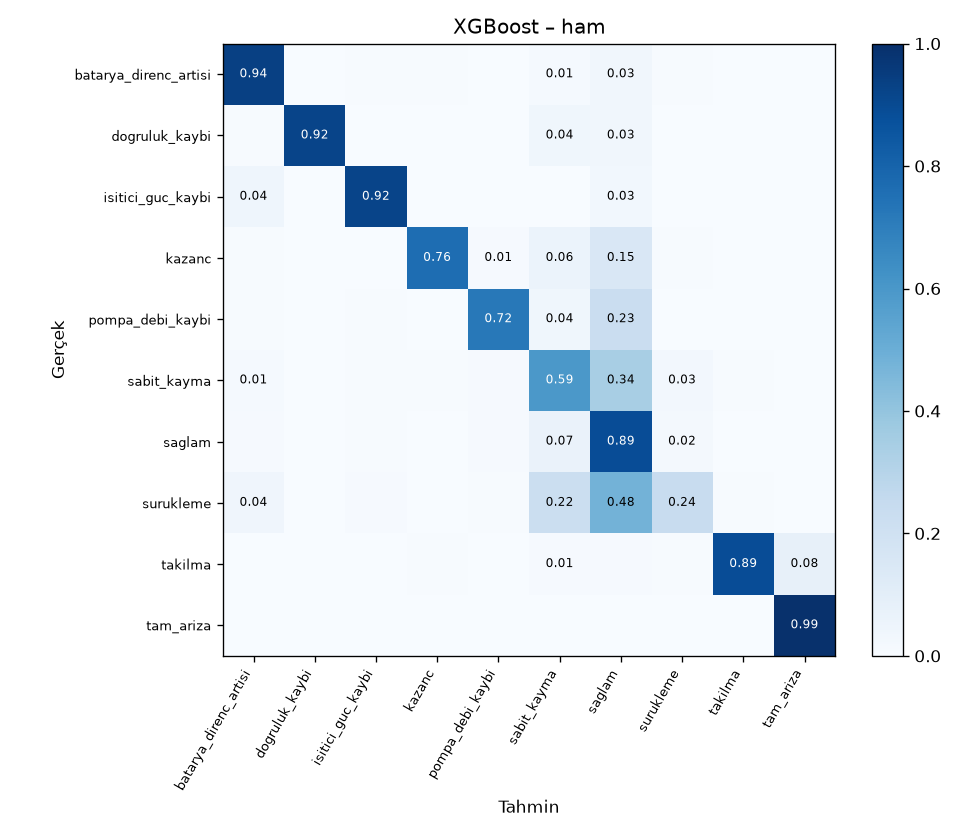 XGBoost – ham
Gerçek
batarya_direnc_artisi 0.94 0.01 0.03
dogruluk_kaybi 0.92 0.04 0.03
isitici_guc_kaybi 0.04 0.92 0.03
kazanc 0.76 0.01 0.06 0.15
pompa_debi_kaybi 0.72 0.04 0.23
sabit_kayma 0.01 0.59 0.34 0.03
saglam 0.07 0.89 0.02
surukleme 0.04 0.22 0.48 0.24
takilma 0.01 0.89 0.08
tam_ariza 0.99
batarya_direnc_artisi
dogruluk_kaybi
isitici_guc_kaybi
kazanc
pompa_debi_kaybi
sabit_kayma
saglam
surukleme
takilma
tam_ariza
Tahmin
1.0
0.8
0.6
0.4
0.2
0.0